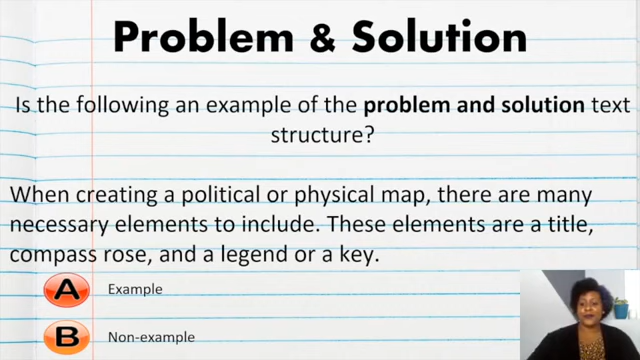 Problem & Solution
Is the following an example of the problem and solution text
structure?
When creating a political or physical map, there are many
necessary elements to include. These elements are a title,
compass rose, and a legend or a key.
A Example
B Non-example